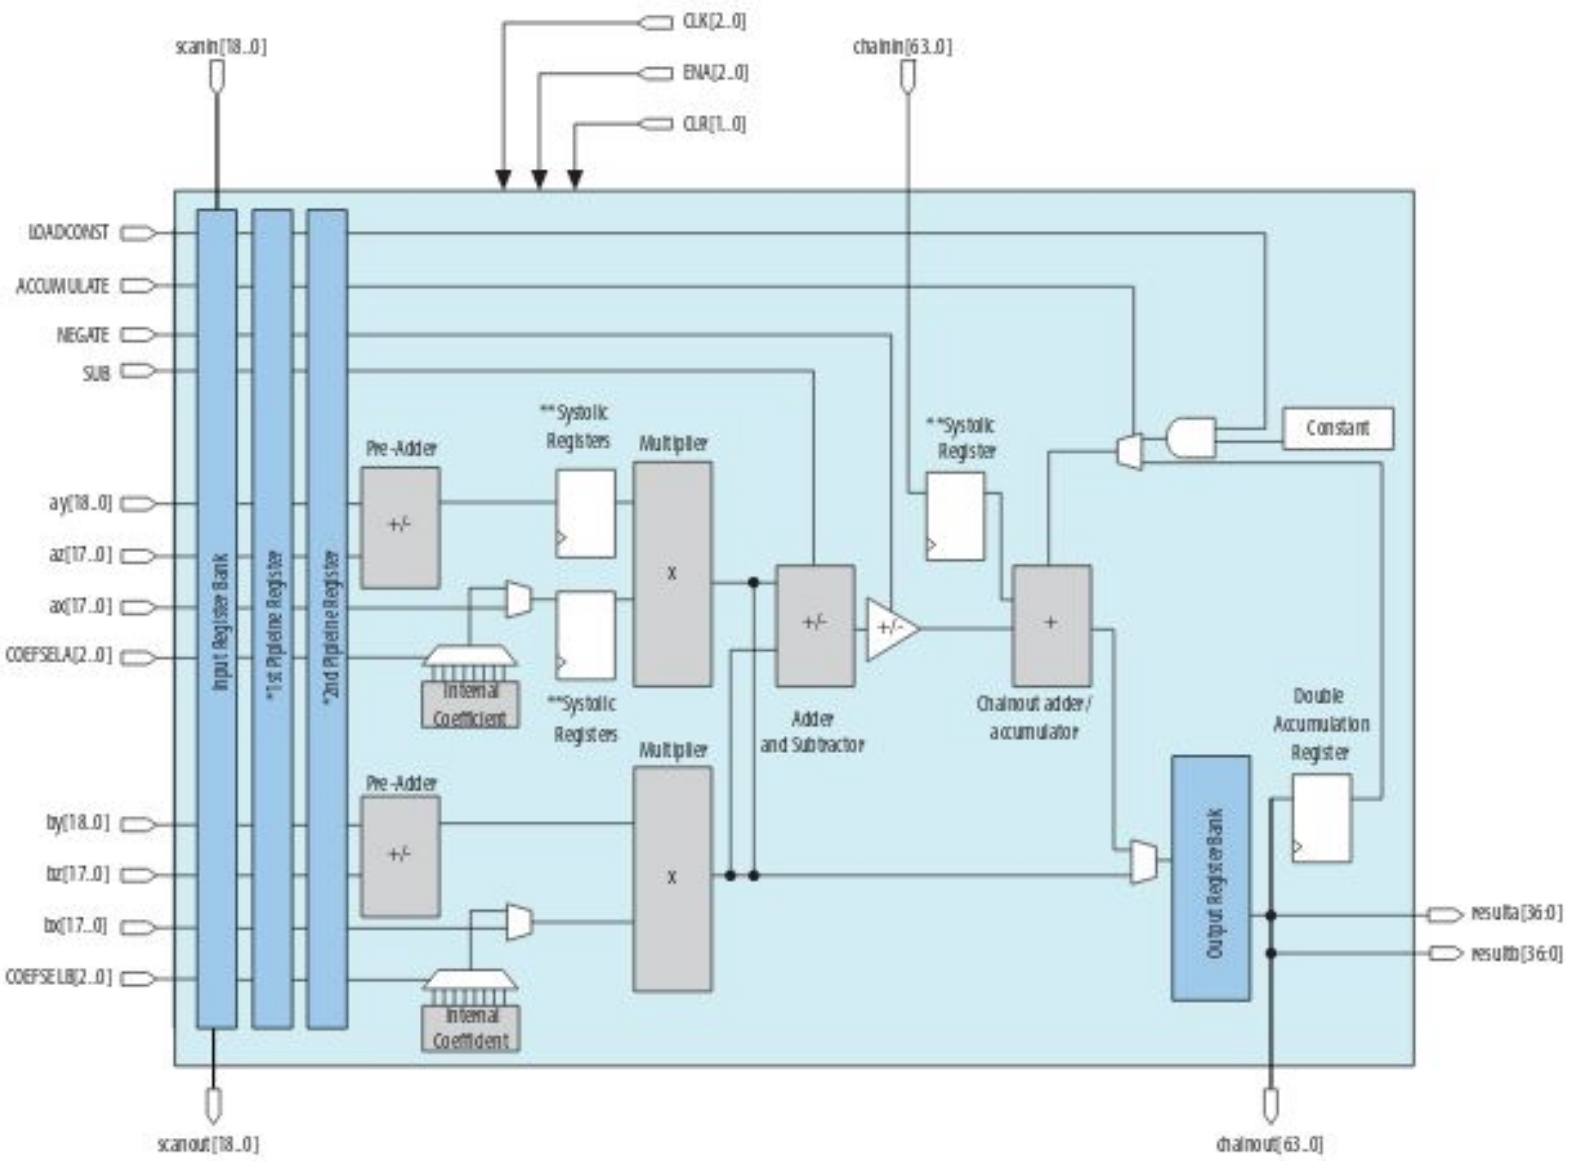 CLK[2..0]
scanin[18..0]
chainin[63..0]
ENA[2..0]
CLR[1..0]
LOADCONST
ACCUMULATE
NEGATE
SUB
**Systolic
Registers
Multiplier
Pre-Adder
+/-
**Systolic
Register
Constant
ay[18..0]
az[17..0]
ax[17..0]
COEFSELA[2..0]
Input Register Bank
*1st Pipleine Register
*2nd Pipleine Register
x
+/-
+/-
+
Internal
Coefficient
**Systolic
Registers
Adder
and Subtractor
Chainout adder/
accumulator
Double
Accumulation
Register
Multiplier
Pre-Adder
+/-
x
by[18..0]
bz[17..0]
bx[17..0]
COEFSELB[2..0]
Internal
Coefficient
Output Register Bank
resulta[36:0]
resultb[36:0]
scanout[18..0]
chainout[63..0]